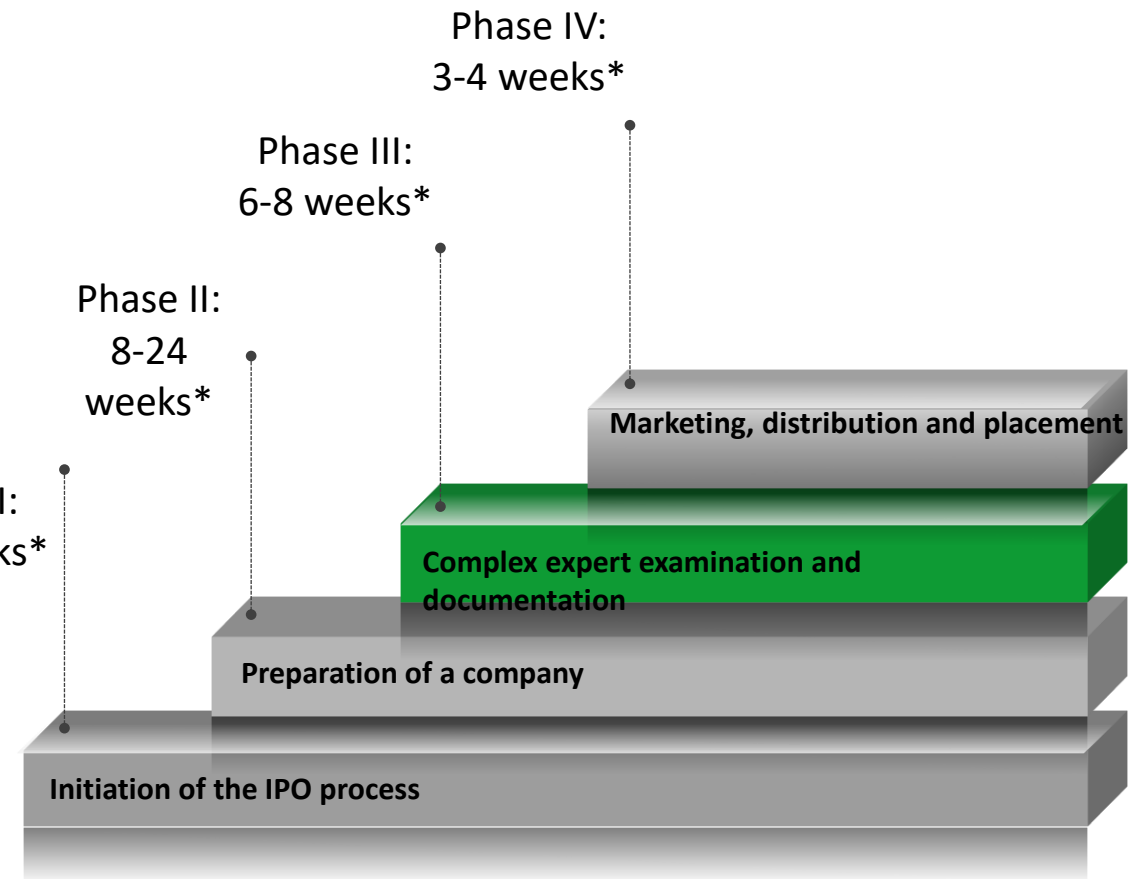 Phase IV:
3-4 weeks*
Phase III:
6-8 weeks*
Phase II:
8-24
weeks*
I:
ks*
Marketing, distribution and placement
Complex expert examination and
documentation
Preparation of a company
Initiation of the IPO process